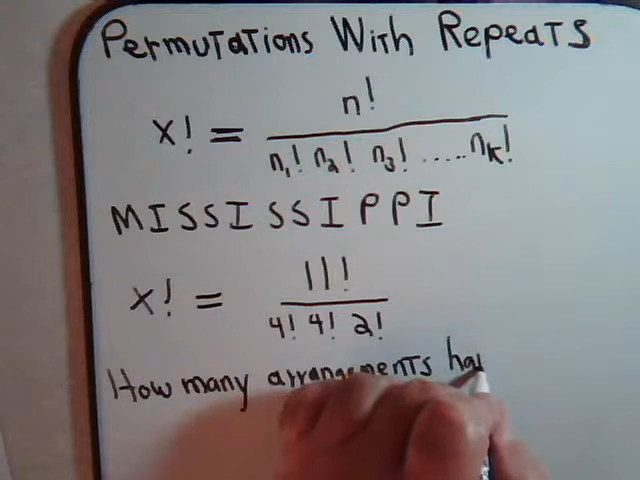 Permutations With Repeats
x! = n! / n₁! n₂! n₃! ..... nₖ!
MISSISSIPPI
x! = 11! / 4! 4! 2!
How many arrangements